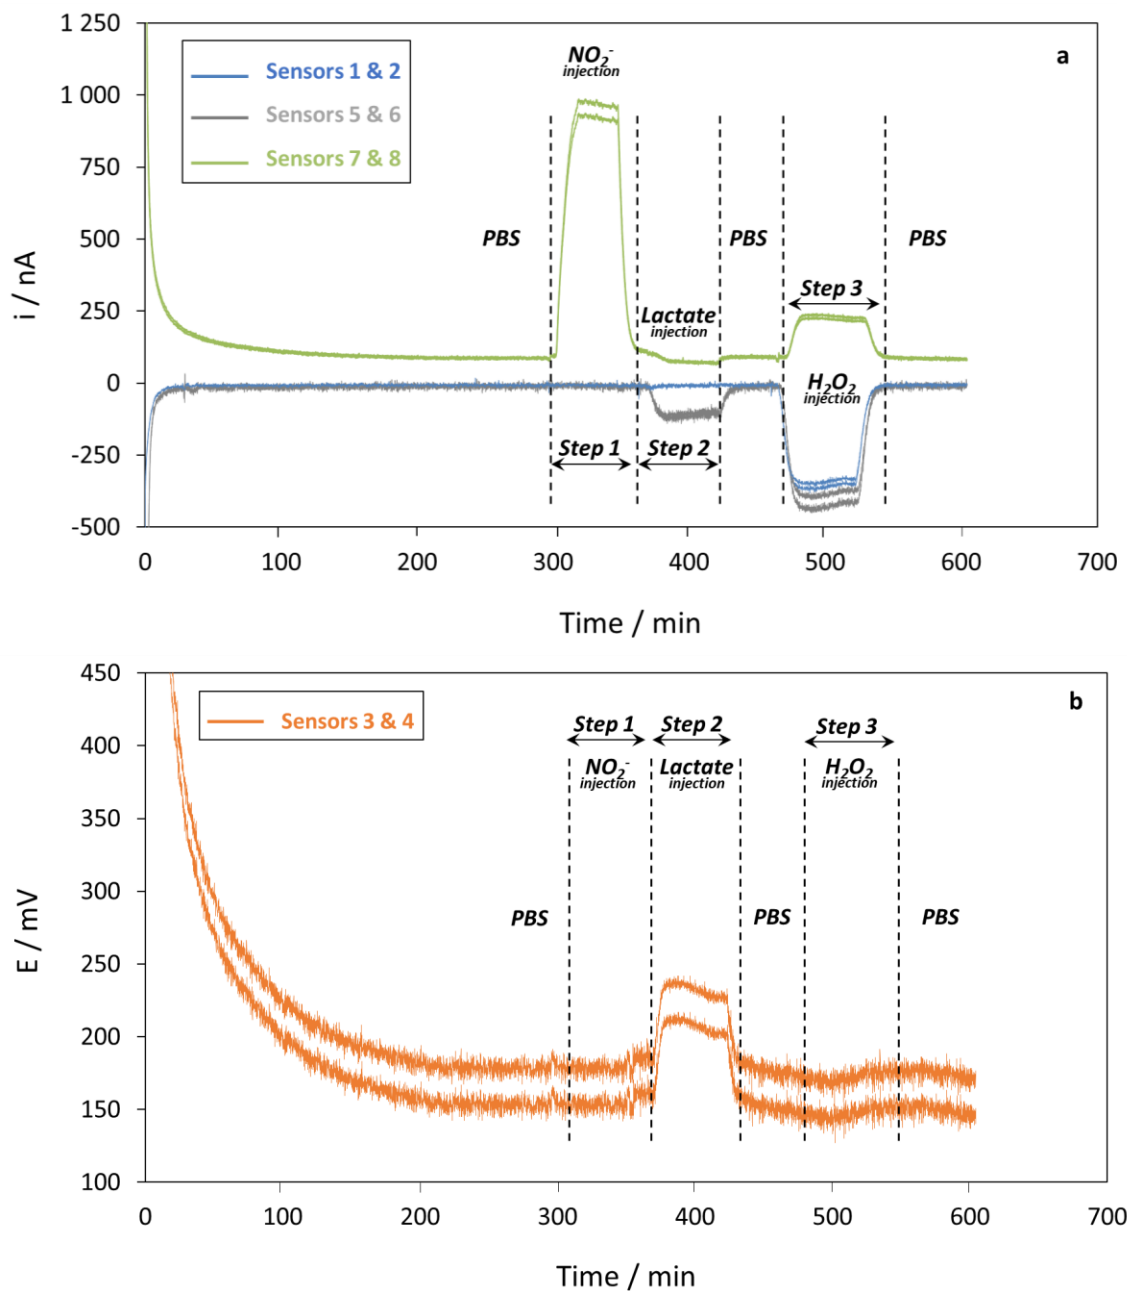 a
1 250
1 000
750
500
250
0
-250
-500
i / nA
Sensors 1 & 2
Sensors 5 & 6
Sensors 7 & 8
NO₂⁻
injection
PBS
Lactate
injection
PBS
Step 3
PBS
H₂O₂
injection
Step 1
Step 2
0
100
200
300
400
500
600
700
Time / min
b
450
400
350
300
250
200
150
100
E / mV
Sensors 3 & 4
Step 1
Step 2
Step 3
NO₂⁻
injection
Lactate
injection
H₂O₂
injection
PBS
PBS
PBS
0
100
200
300
400
500
600
700
Time / min